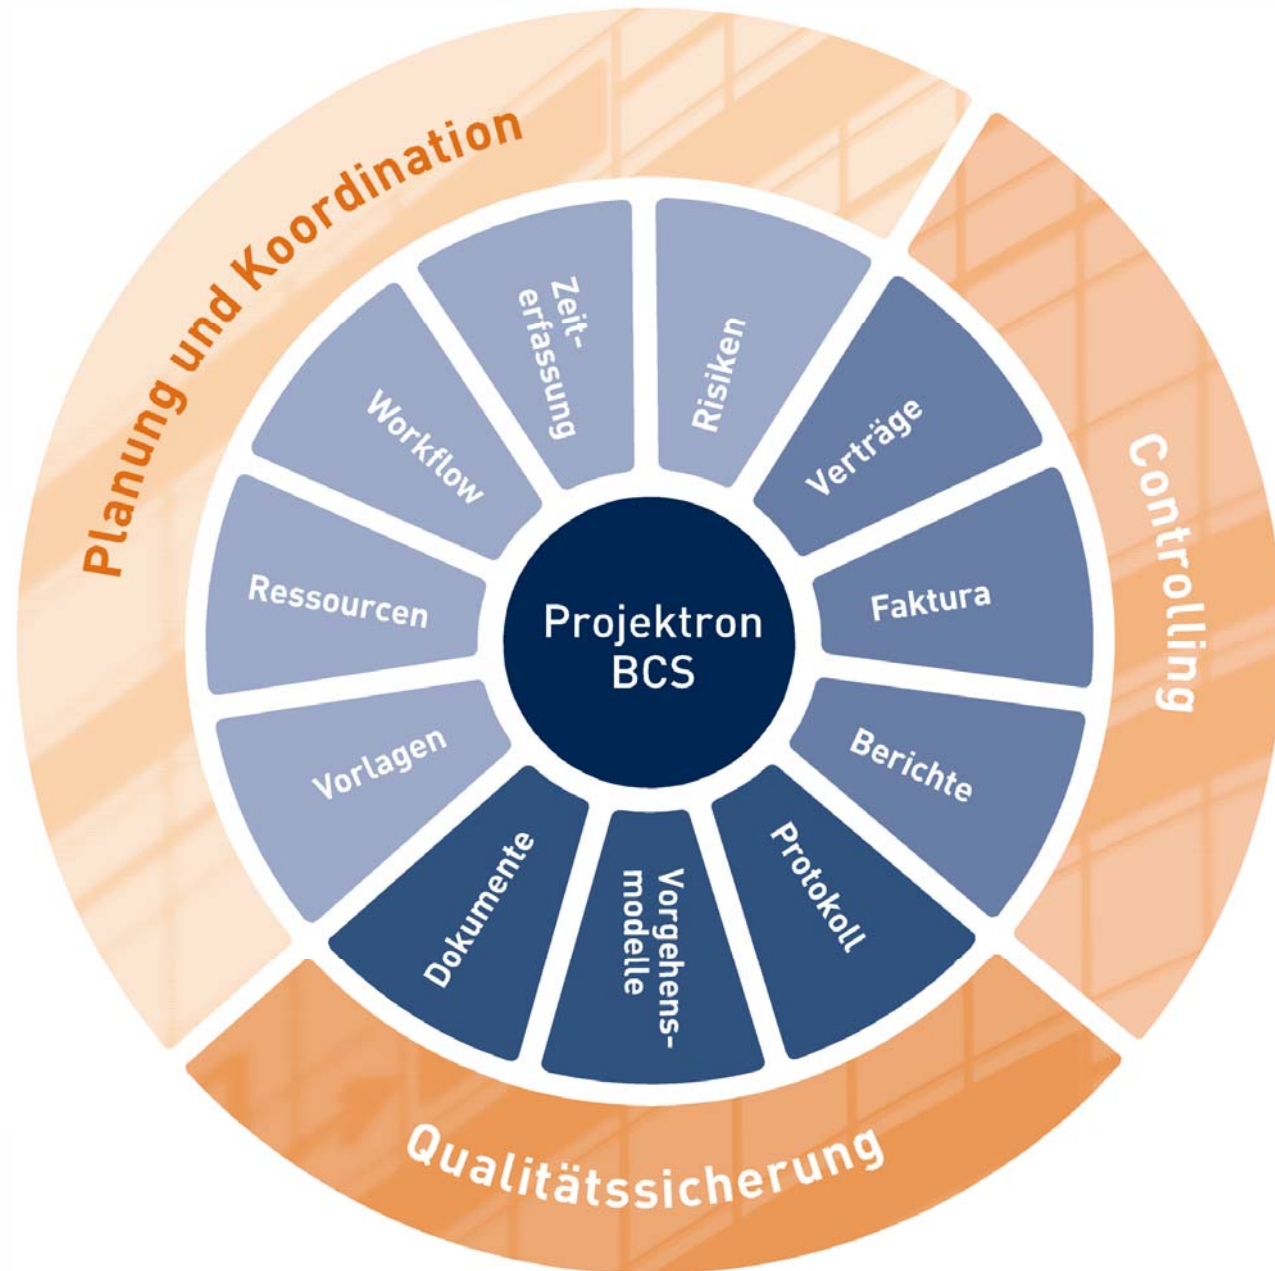 Planung und Koordination
Controlling
Qualitätssicherung
Zeit-
erfassung
Risiken
Verträge
Faktura
Berichte
Protokoll
Vorgehens-
modelle
Dokumente
Vorlagen
Ressourcen
Workflow
Projektron
BCS